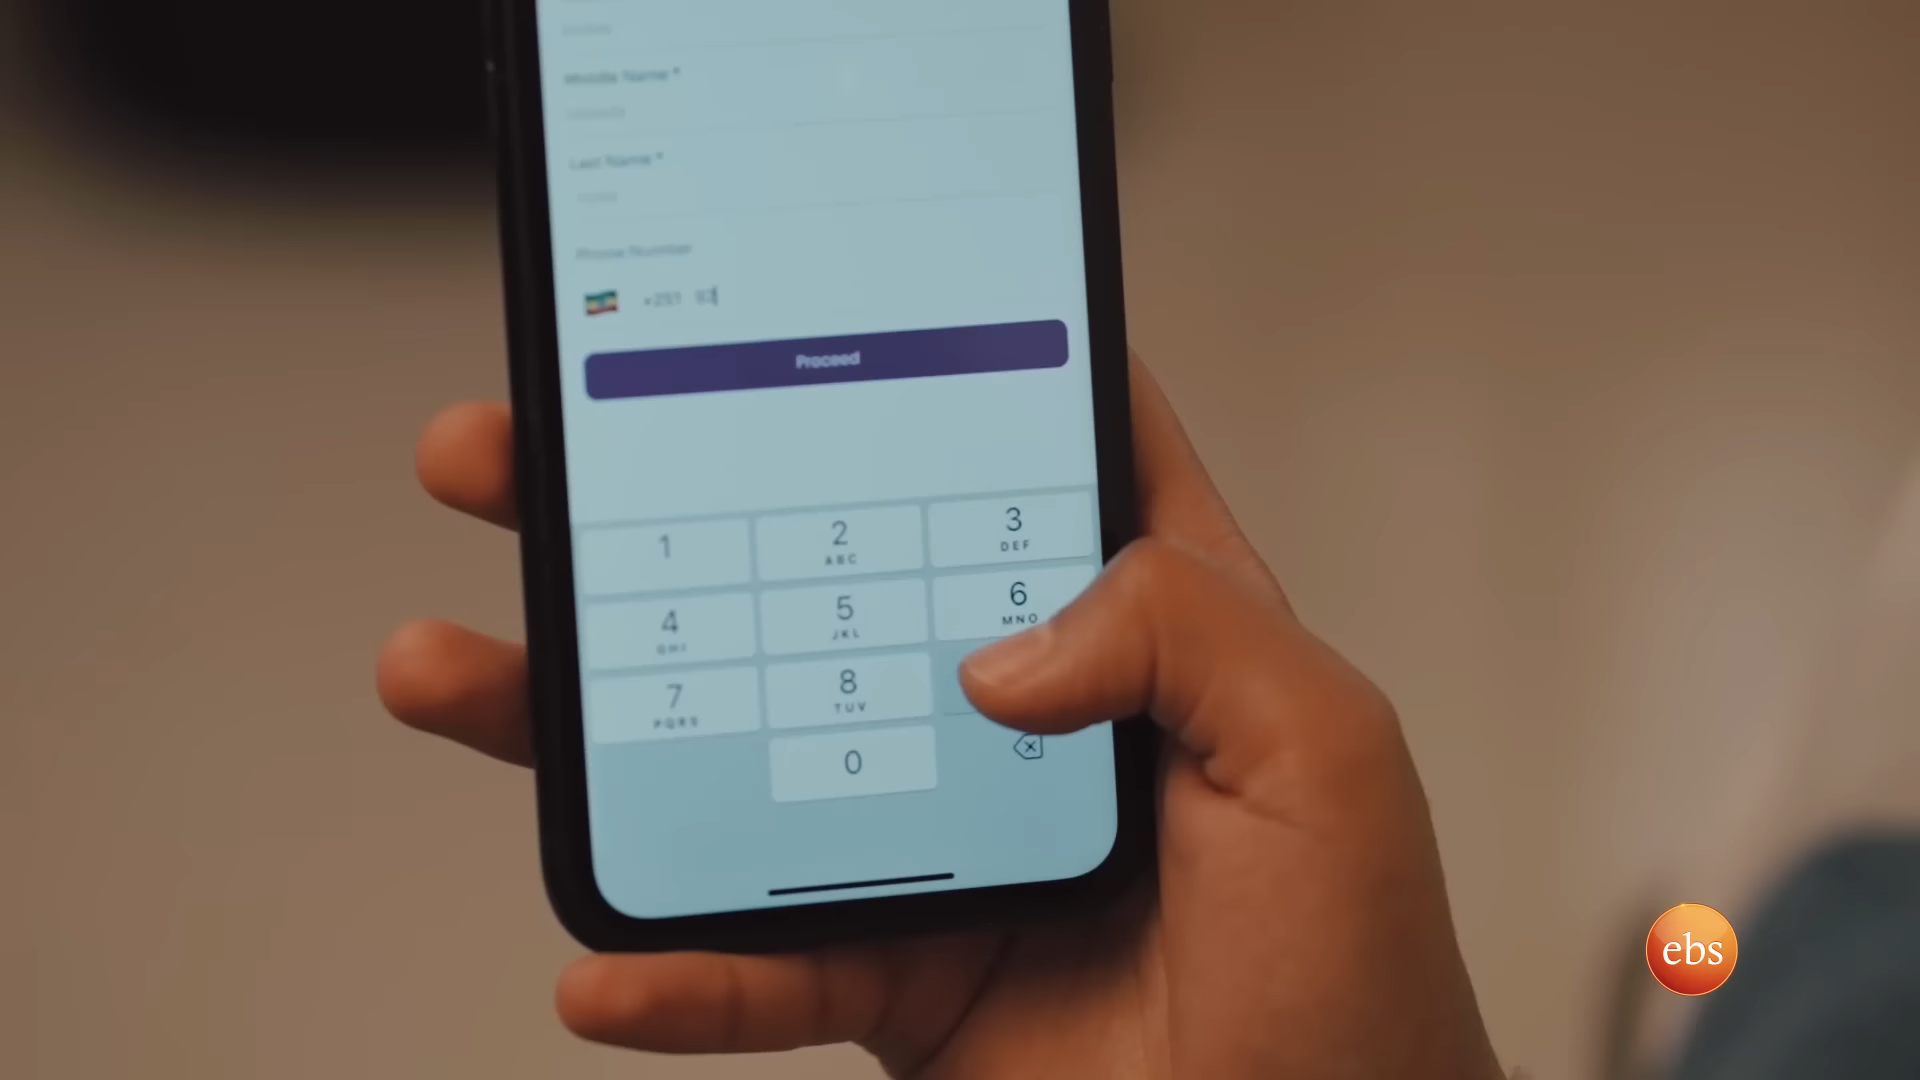 Middle Name *
Last Name *
Phone Number
+251 92
Proceed
1
2
ABC
3
DEF
4
GHI
5
JKL
6
MNO
7
PQRS
8
TUV
0
ebs